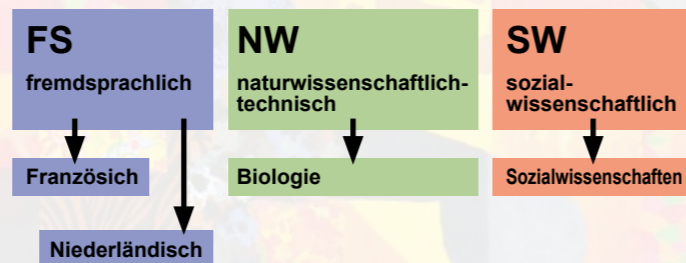 FS
fremdsprachlich
NW
naturwissenschaftlich-
technisch
SW
sozial-
wissenschaftlich
Französich
Biologie
Sozialwissenschaften
Niederländisch